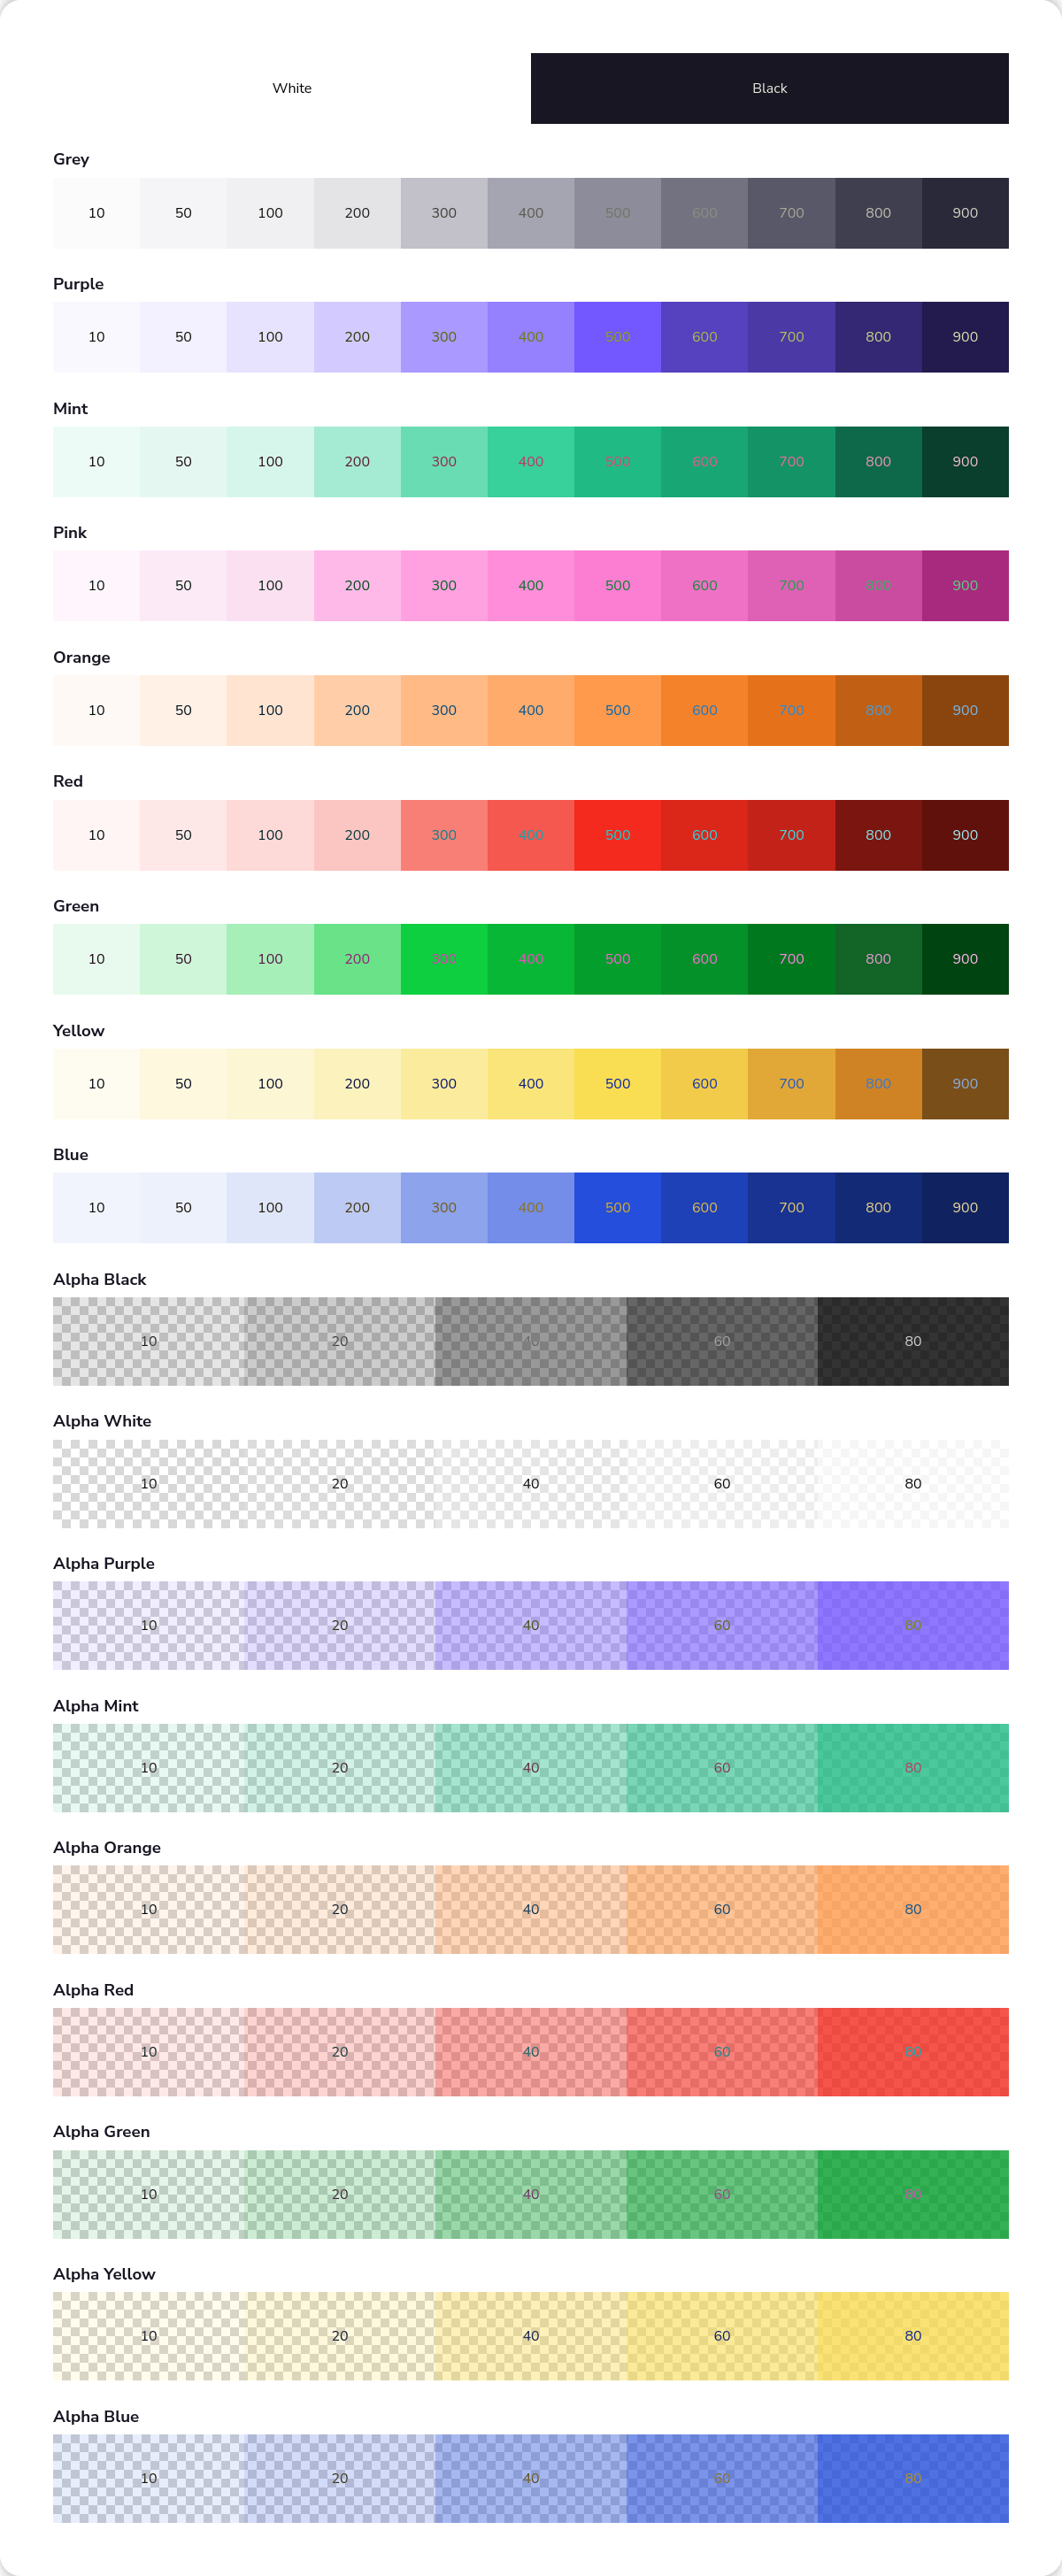 White Black
Grey
10 50 100 200 300 400 500 600 700 800 900
Purple
10 50 100 200 300 400 500 600 700 800 900
Mint
10 50 100 200 300 400 500 600 700 800 900
Pink
10 50 100 200 300 400 500 600 700 800 900
Orange
10 50 100 200 300 400 500 600 700 800 900
Red
10 50 100 200 300 400 500 600 700 800 900
Green
10 50 100 200 300 400 500 600 700 800 900
Yellow
10 50 100 200 300 400 500 600 700 800 900
Blue
10 50 100 200 300 400 500 600 700 800 900
Alpha Black
10 20 40 60 80
Alpha White
10 20 40 60 80
Alpha Purple
10 20 40 60 80
Alpha Mint
10 20 40 60 80
Alpha Orange
10 20 40 60 80
Alpha Red
10 20 40 60 80
Alpha Green
10 20 40 60 80
Alpha Yellow
10 20 40 60 80
Alpha Blue
10 20 40 60 80